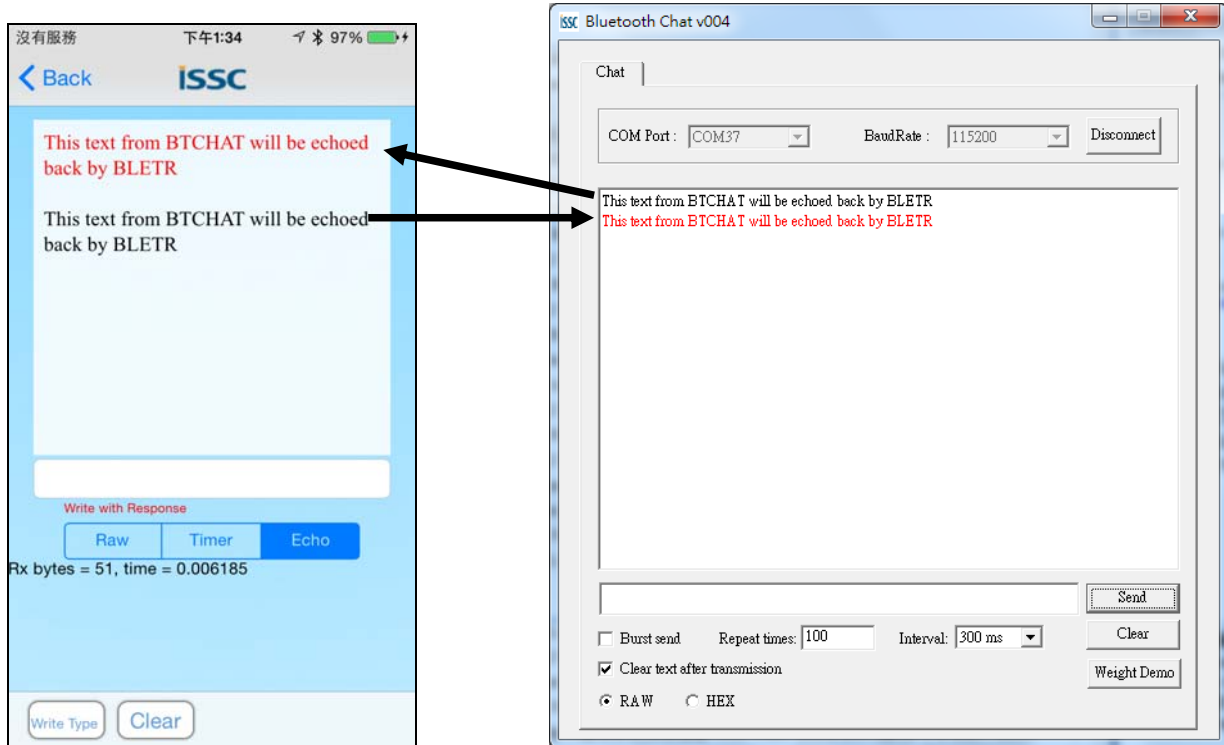 沒有服務 下午1:34 97%
Back ISSC
This text from BTCHAT will be echoed
back by BLETR
This text from BTCHAT will be echoed
back by BLETR
Write with Response
Raw Timer Echo
Rx bytes = 51, time = 0.006185
Write Type Clear
ISSC Bluetooth Chat v004
Chat
COM Port : COM37 BaudRate : 115200 Disconnect
This text from BTCHAT will be echoed back by BLETR
This text from BTCHAT will be echoed back by BLETR
Send
Burst send Repeat times: 100 Interval: 300 ms Clear
Clear text after transmission Weight Demo
RAW HEX